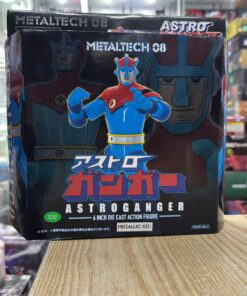 METALTECH 08
METALTECH 08
ASTRO
アストロ
ガンガー
ASTROGANGER
6 INCH DIE CAST ACTION FIGURE
METALLIC CO.